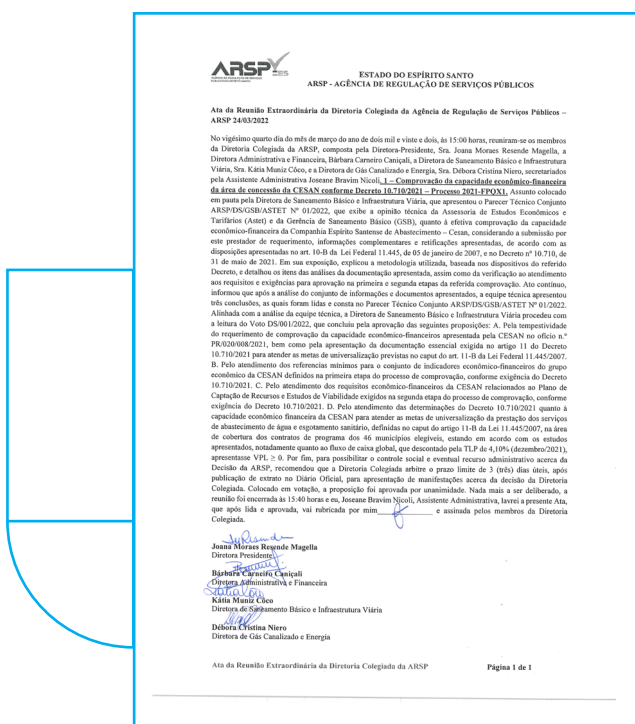 ARSP
ESTADO DO ESPÍRITO SANTO
ARSP - AGÊNCIA DE REGULAÇÃO DE SERVIÇOS PÚBLICOS
Ata da Reunião Extraordinária da Diretoria Colegiada da Agência de Regulação de Serviços Públicos –
ARSP 24/03/2022
No vigésimo quarto dia do mês de março do ano de dois mil e vinte e dois, às 15:00 horas, reuniram-se os membros
da Diretoria Colegiada da ARSP, composta pela Diretora-Presidente, Sra. Joana Moraes Resende Magella, a
Diretora Administrativa e Financeira, Bárbara Carneiro Caniçali, a Diretora de Saneamento Básico e Infraestrutura
Viária, Sra. Kátia Muniz Côco, e a Diretora de Gás Canalizado e Energia, Sra. Débora Cristina Niero, secretariados
pela Assistente Administrativa Joseane Bravim Nicoli. 1 – Comprovação da capacidade econômico-financeira
da área de concessão da CESAN conforme Decreto 10.710/2021 – Processo 2021-FPQX1. Assunto colocado
em pauta pela Diretora de Saneamento Básico e Infraestrutura Viária, que apresentou o Parecer Técnico Conjunto
ARSP/DS/GSB/ASTET Nº 01/2022, que exibe a opinião técnica da Assessoria de Estudos Econômicos e
Tarifários (Astet) e da Gerência de Saneamento Básico (GSB), quanto à efetiva comprovação da capacidade
econômico-financeira da Companhia Espírito Santense de Abastecimento – Cesan, considerando a submissão por
este prestador de requerimento, informações complementares e retificações apresentadas, de acordo com as
disposições apresentadas no art. 10-B da Lei Federal 11.445, de 05 de janeiro de 2007, e no Decreto nº 10.710, de
31 de maio de 2021. Em sua exposição, explicou a metodologia utilizada, baseada nos dispositivos do referido
Decreto, e detalhou os itens das análises da documentação apresentada, assim como da verificação ao atendimento
aos requisitos e exigências para aprovação na primeira e segunda etapas da referida comprovação. Ato contínuo,
informou que após a análise do conjunto de informações e documentos apresentados, a equipe técnica apresentou
três conclusões, as quais foram lidas e consta no Parecer Técnico Conjunto ARSP/DS/GSB/ASTET Nº 01/2022.
Alinhada com a análise da equipe técnica, a Diretora de Saneamento Básico e Infraestrutura Viária procedeu com
a leitura do Voto DS/001/2022, que concluiu pela aprovação das seguintes proposições: A. Pela tempestividade
do requerimento de comprovação da capacidade econômico-financeiros apresentada pela CESAN no ofício n.º
PR/020/008/2021, bem como pela apresentação da documentação essencial exigida no artigo 11 do Decreto
10.710/2021 para atender as metas de universalização previstas no caput do art. 11-B da Lei Federal 11.445/2007.
B. Pelo atendimento dos referenciais mínimos para o conjunto de indicadores econômico-financeiros do grupo
econômico da CESAN definidos na primeira etapa do processo de comprovação, conforme exigência do Decreto
10.710/2021. C. Pelo atendimento dos requisitos econômico-financeiros da CESAN relacionados ao Plano de
Captação de Recursos e Estudos de Viabilidade exigidos na segunda etapa do processo de comprovação, conforme
exigência do Decreto 10.710/2021. D. Pelo atendimento das determinações do Decreto 10.710/2021 quanto à
capacidade econômico financeira da CESAN para atender as metas de universalização da prestação dos serviços
de abastecimento de água e esgotamento sanitário, definidas no caput do artigo 11-B da Lei 11.445/2007, na área
de cobertura dos contratos de programa dos 46 municípios elegíveis, estando em acordo com os estudos
apresentados, notadamente quanto ao fluxo de caixa global, que descontado pela TLP de 4,10% (dezembro/2021),
apresentasse VPL ≥ 0. Por fim, para possibilitar o controle social e eventual recurso administrativo acerca da
Decisão da ARSP, recomendou que a Diretoria Colegiada arbitre o prazo limite de 3 (três) dias úteis, após
publicação de extrato no Diário Oficial, para apresentação de manifestações acerca da decisão da Diretoria
Colegiada. Colocado em votação, a proposição foi aprovada por unanimidade. Nada mais a ser deliberado, a
reunião foi encerrada às 15:40 horas e eu, Joseane Bravim Nicoli, Assistente Administrativa, lavrei a presente Ata,
que após lida e aprovada, vai rubricada por mim e assinada pelos membros da Diretoria
Colegiada.
Joana Moraes Resende Magella
Diretora Presidente
Bárbara Carneiro Caniçali
Diretora Administrativa e Financeira
Kátia Muniz Côco
Diretora de Saneamento Básico e Infraestrutura Viária
Débora Cristina Niero
Diretora de Gás Canalizado e Energia
Ata da Reunião Extraordinária da Diretoria Colegiada da ARSP Página 1 de 1